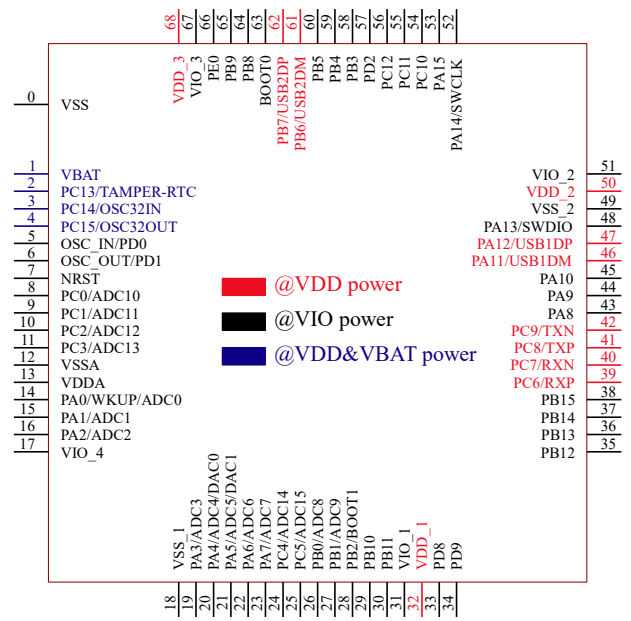 68
67
66
65
64
63
62
61
60
59
58
57
56
55
54
53
52
VDD_3
VIO_3
PE0
PB9
PB8
BOOT0
PB7/USB2DP
PB6/USB2DM
PB5
PB4
PB3
PD2
PC12
PC11
PC10
PA15
PA14/SWCLK
0 VSS
1 VBAT
2 PC13/TAMPER-RTC
3 PC14/OSC32IN
4 PC15/OSC32OUT
5 OSC_IN/PD0
6 OSC_OUT/PD1
7 NRST
8 PC0/ADC10
9 PC1/ADC11
10 PC2/ADC12
11 PC3/ADC13
12 VSSA
13 VDDA
14 PA0/WKUP/ADC0
15 PA1/ADC1
16 PA2/ADC2
17 VIO_4
@VDD power
@VIO power
@VDD&VBAT power
VIO_2 51
VDD_2 50
VSS_2 49
PA13/SWDIO 48
PA12/USB1DP 47
PA11/USB1DM 46
PA10 45
PA9 44
PA8 43
PC9/TXN 42
PC8/TXP 41
PC7/RXN 40
PC6/RXP 39
PB15 38
PB14 37
PB13 36
PB12 35
VSS_1
PA3/ADC3
PA4/ADC4/DAC0
PA5/ADC5/DAC1
PA6/ADC6
PA7/ADC7
PC4/ADC14
PC5/ADC15
PB0/ADC8
PB1/ADC9
PB2/BOOT1
PB10
PB11
VIO_1
VDD_1
PD8
PD9
18
19
20
21
22
23
24
25
26
27
28
29
30
31
32
33
34